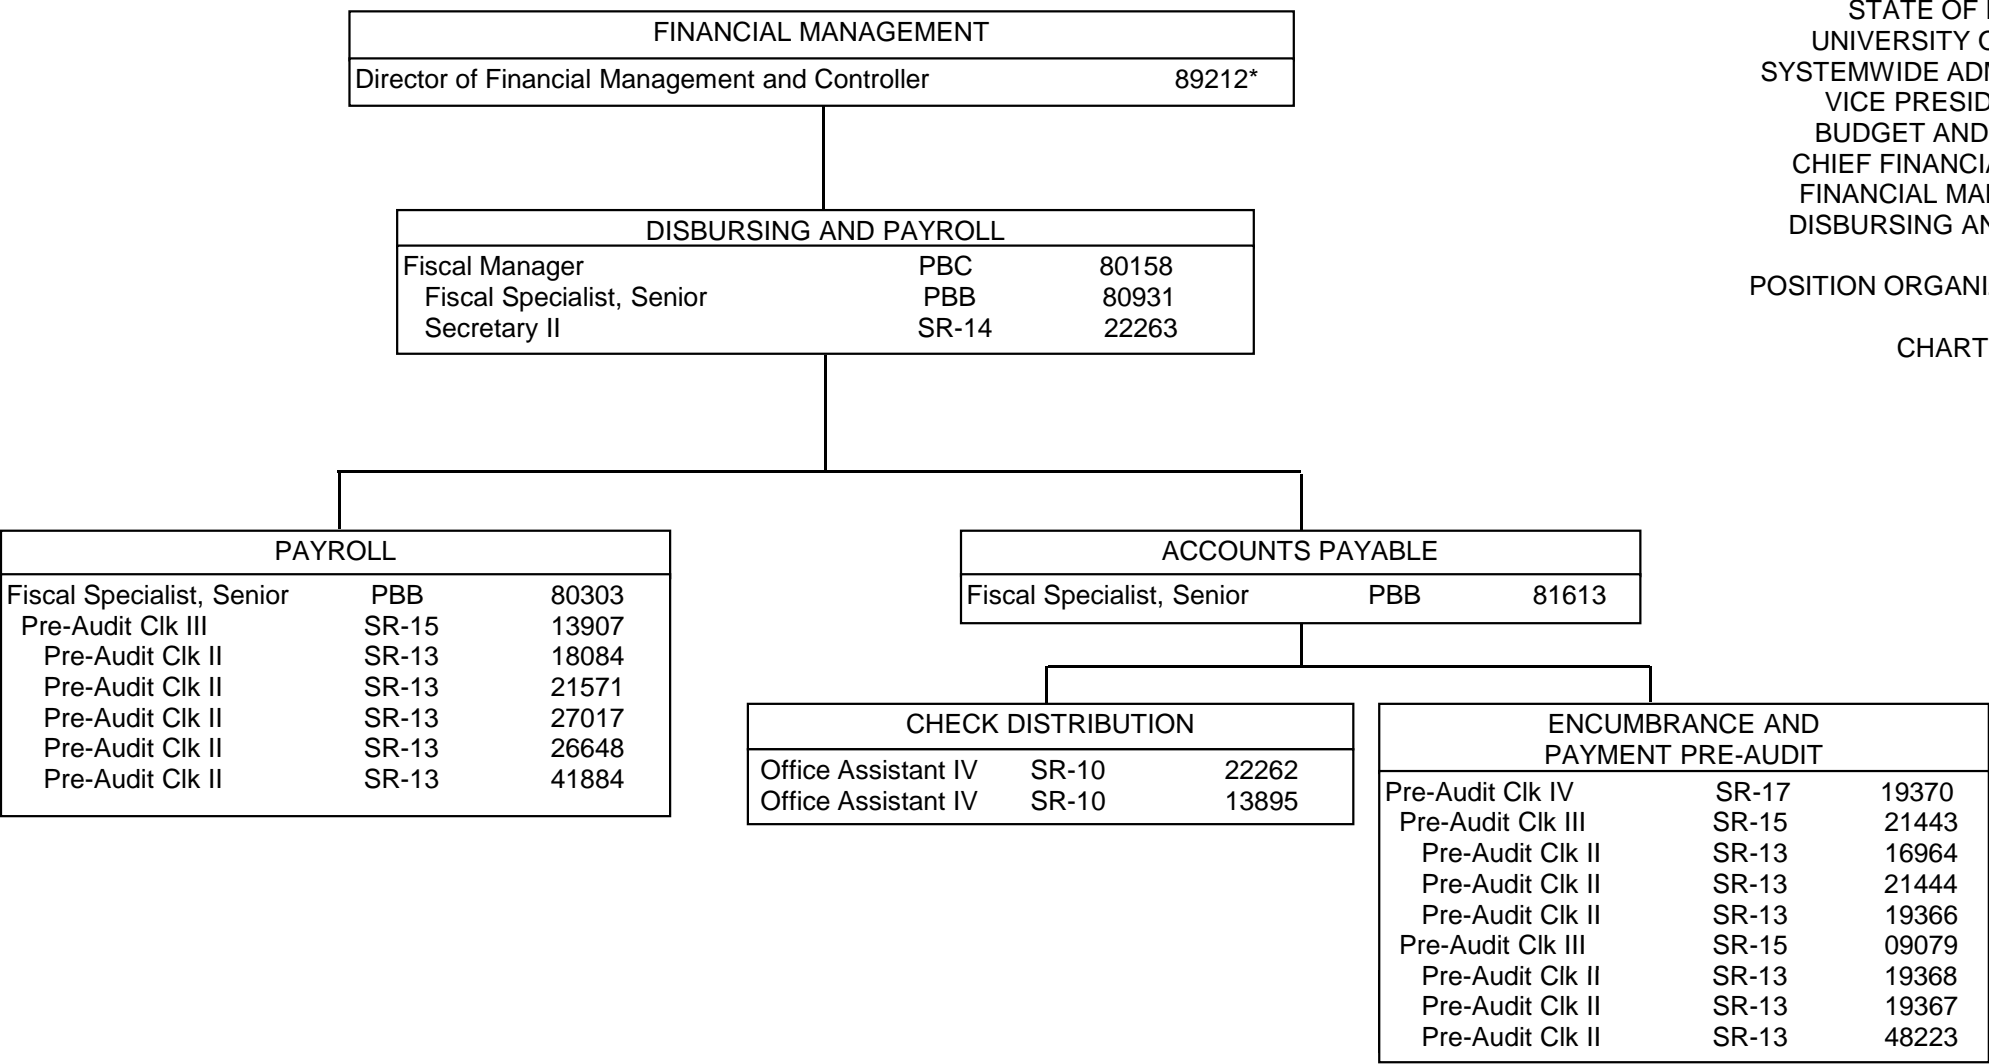 FINANCIAL MANAGEMENT
Director of Financial Management and Controller 89212*
STATE OF
UNIVERSITY
SYSTEMWIDE
VICE
BUDGET AND
CHIEF
FINANCIAL
DISBURSING
POSITION
CHART
DISBURSING AND PAYROLL
Fiscal Manager PBC 80158
Fiscal Specialist, Senior PBB 80931
Secretary II SR-14 22263
PAYROLL
Fiscal Specialist, Senior PBB 80303
Pre-Audit Clk III SR-15 13907
Pre-Audit Clk II SR-13 18084
Pre-Audit Clk II SR-13 21571
Pre-Audit Clk II SR-13 27017
Pre-Audit Clk II SR-13 26648
Pre-Audit Clk II SR-13 41884
ACCOUNTS PAYABLE
Fiscal Specialist, Senior PBB 81613
CHECK DISTRIBUTION
Office Assistant IV SR-10 22262
Office Assistant IV SR-10 13895
ENCUMBRANCE AND
PAYMENT PRE-AUDIT
Pre-Audit Clk IV SR-17 19370
Pre-Audit Clk III SR-15 21443
Pre-Audit Clk II SR-13 16964
Pre-Audit Clk II SR-13 21444
Pre-Audit Clk II SR-13 19366
Pre-Audit Clk III SR-15 09079
Pre-Audit Clk II SR-13 19368
Pre-Audit Clk II SR-13 19367
Pre-Audit Clk II SR-13 48223